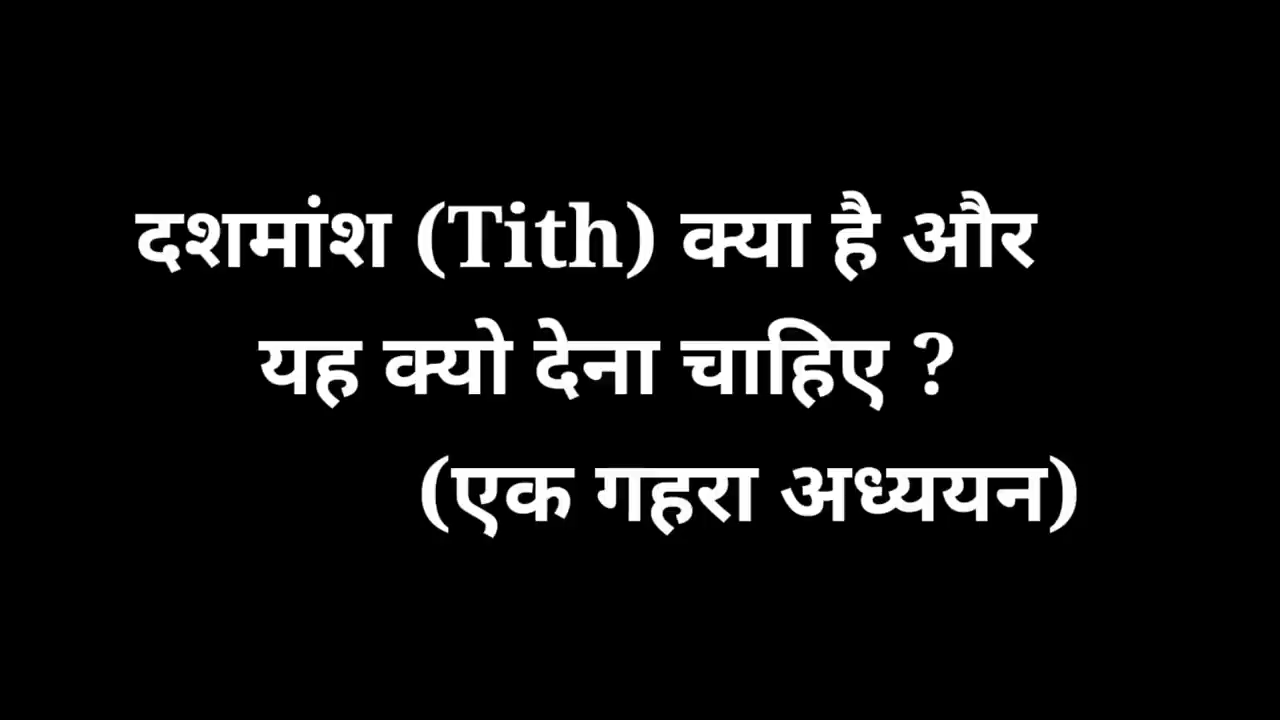 दशमांश (Tith) क्या है और
यह क्यो देना चाहिए ?
(एक गहरा अध्ययन)